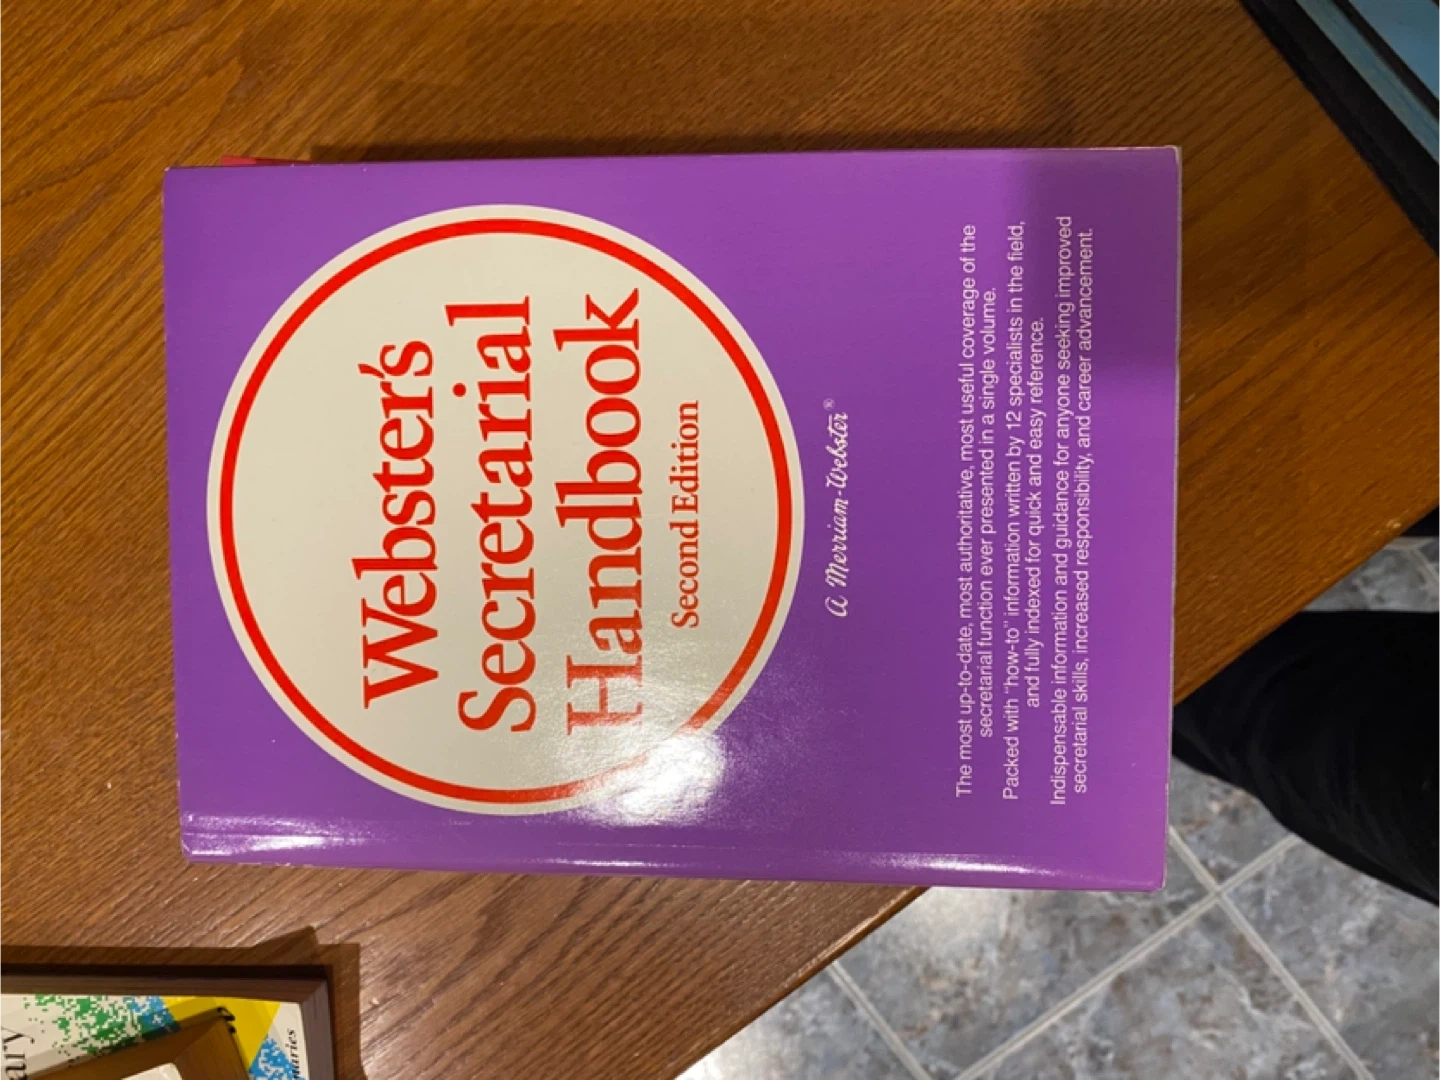 Webster's
Secretarial
Handbook
Second Edition
A Merriam-Webster®
The most up-to-date, most authoritative, most useful coverage of the
secretarial function ever presented in a single volume.
Packed with "how-to" information written by 12 specialists in the field,
and fully indexed for quick and easy reference.
Indispensable information and guidance for anyone seeking improved
secretarial skills, increased responsibility, and career advancement.